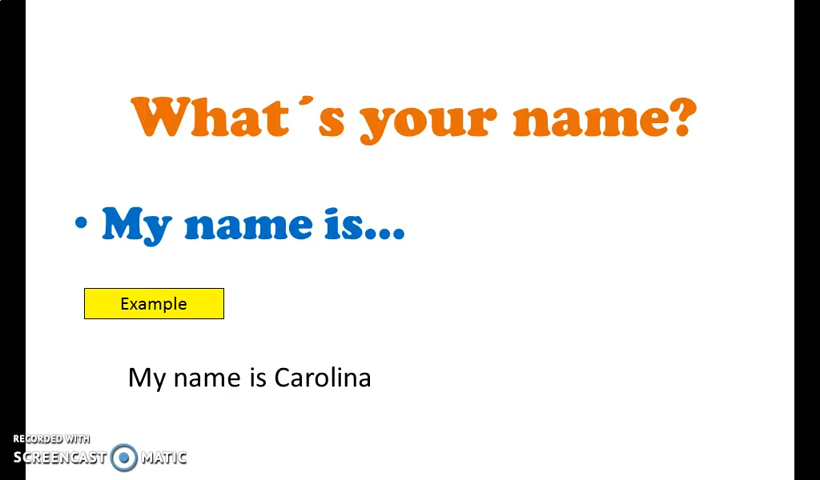 What´s your name?
• My name is...
Example
My name is Carolina
RECORDED WITH
SCREENCAST MATIC